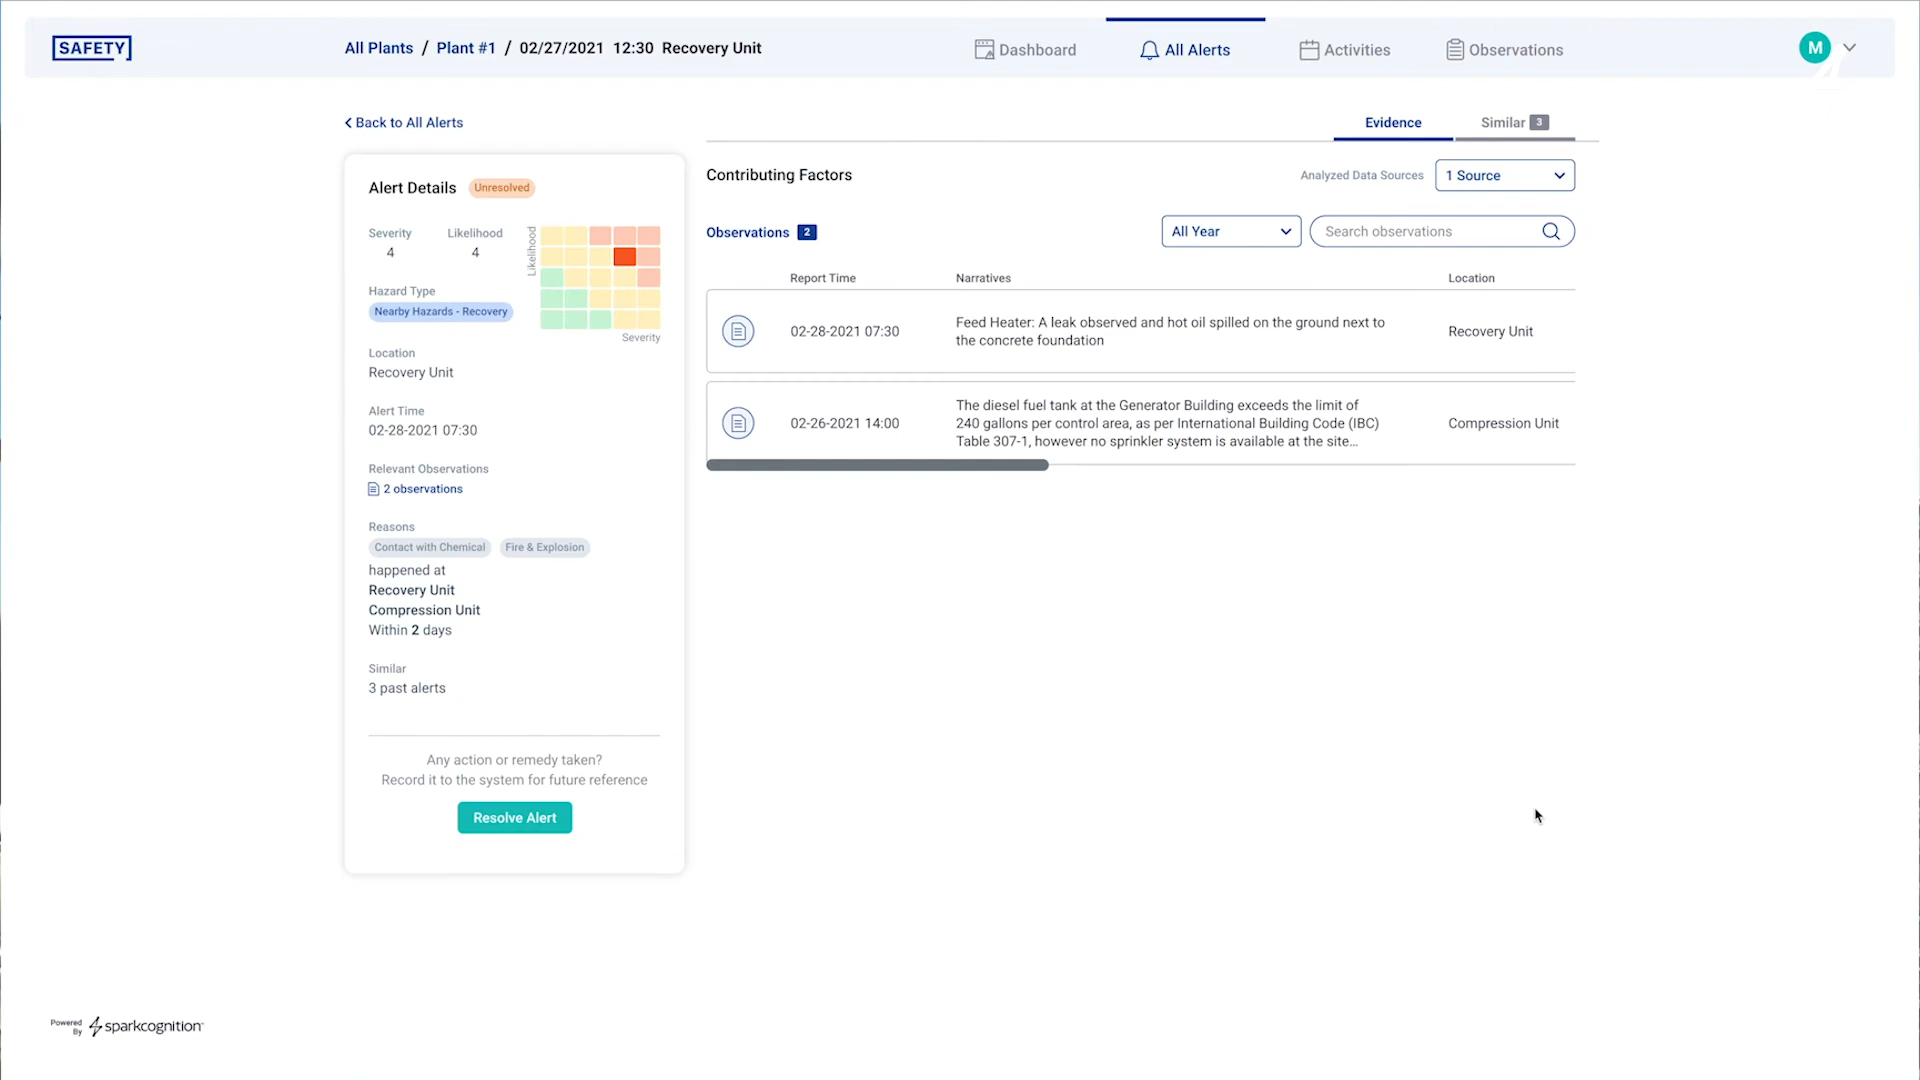 SAFETY
All Plants / Plant #1 / 02/27/2021 12:30 Recovery Unit
Dashboard
All Alerts
Activities
Observations
M
Back to All Alerts
Evidence
Similar 3
Alert Details Unresolved
Severity
4
Likelihood
4
Likelihood
Severity
Hazard Type
Nearby Hazards - Recovery
Location
Recovery Unit
Alert Time
02-28-2021 07:30
Relevant Observations
2 observations
Reasons
Contact with Chemical Fire & Explosion
happened at
Recovery Unit
Compression Unit
Within 2 days
Similar
3 past alerts
Any action or remedy taken?
Record it to the system for future reference
Resolve Alert
Contributing Factors
Analyzed Data Sources 1 Source
Observations 2
All Year
Search observations
Report Time Narratives Location
02-28-2021 07:30
Feed Heater: A leak observed and hot oil spilled on the ground next to
the concrete foundation
Recovery Unit
02-26-2021 14:00
The diesel fuel tank at the Generator Building exceeds the limit of
240 gallons per control area, as per International Building Code (IBC)
Table 307-1, however no sprinkler system is available at the site...
Compression Unit
Powered
By
sparkcognition